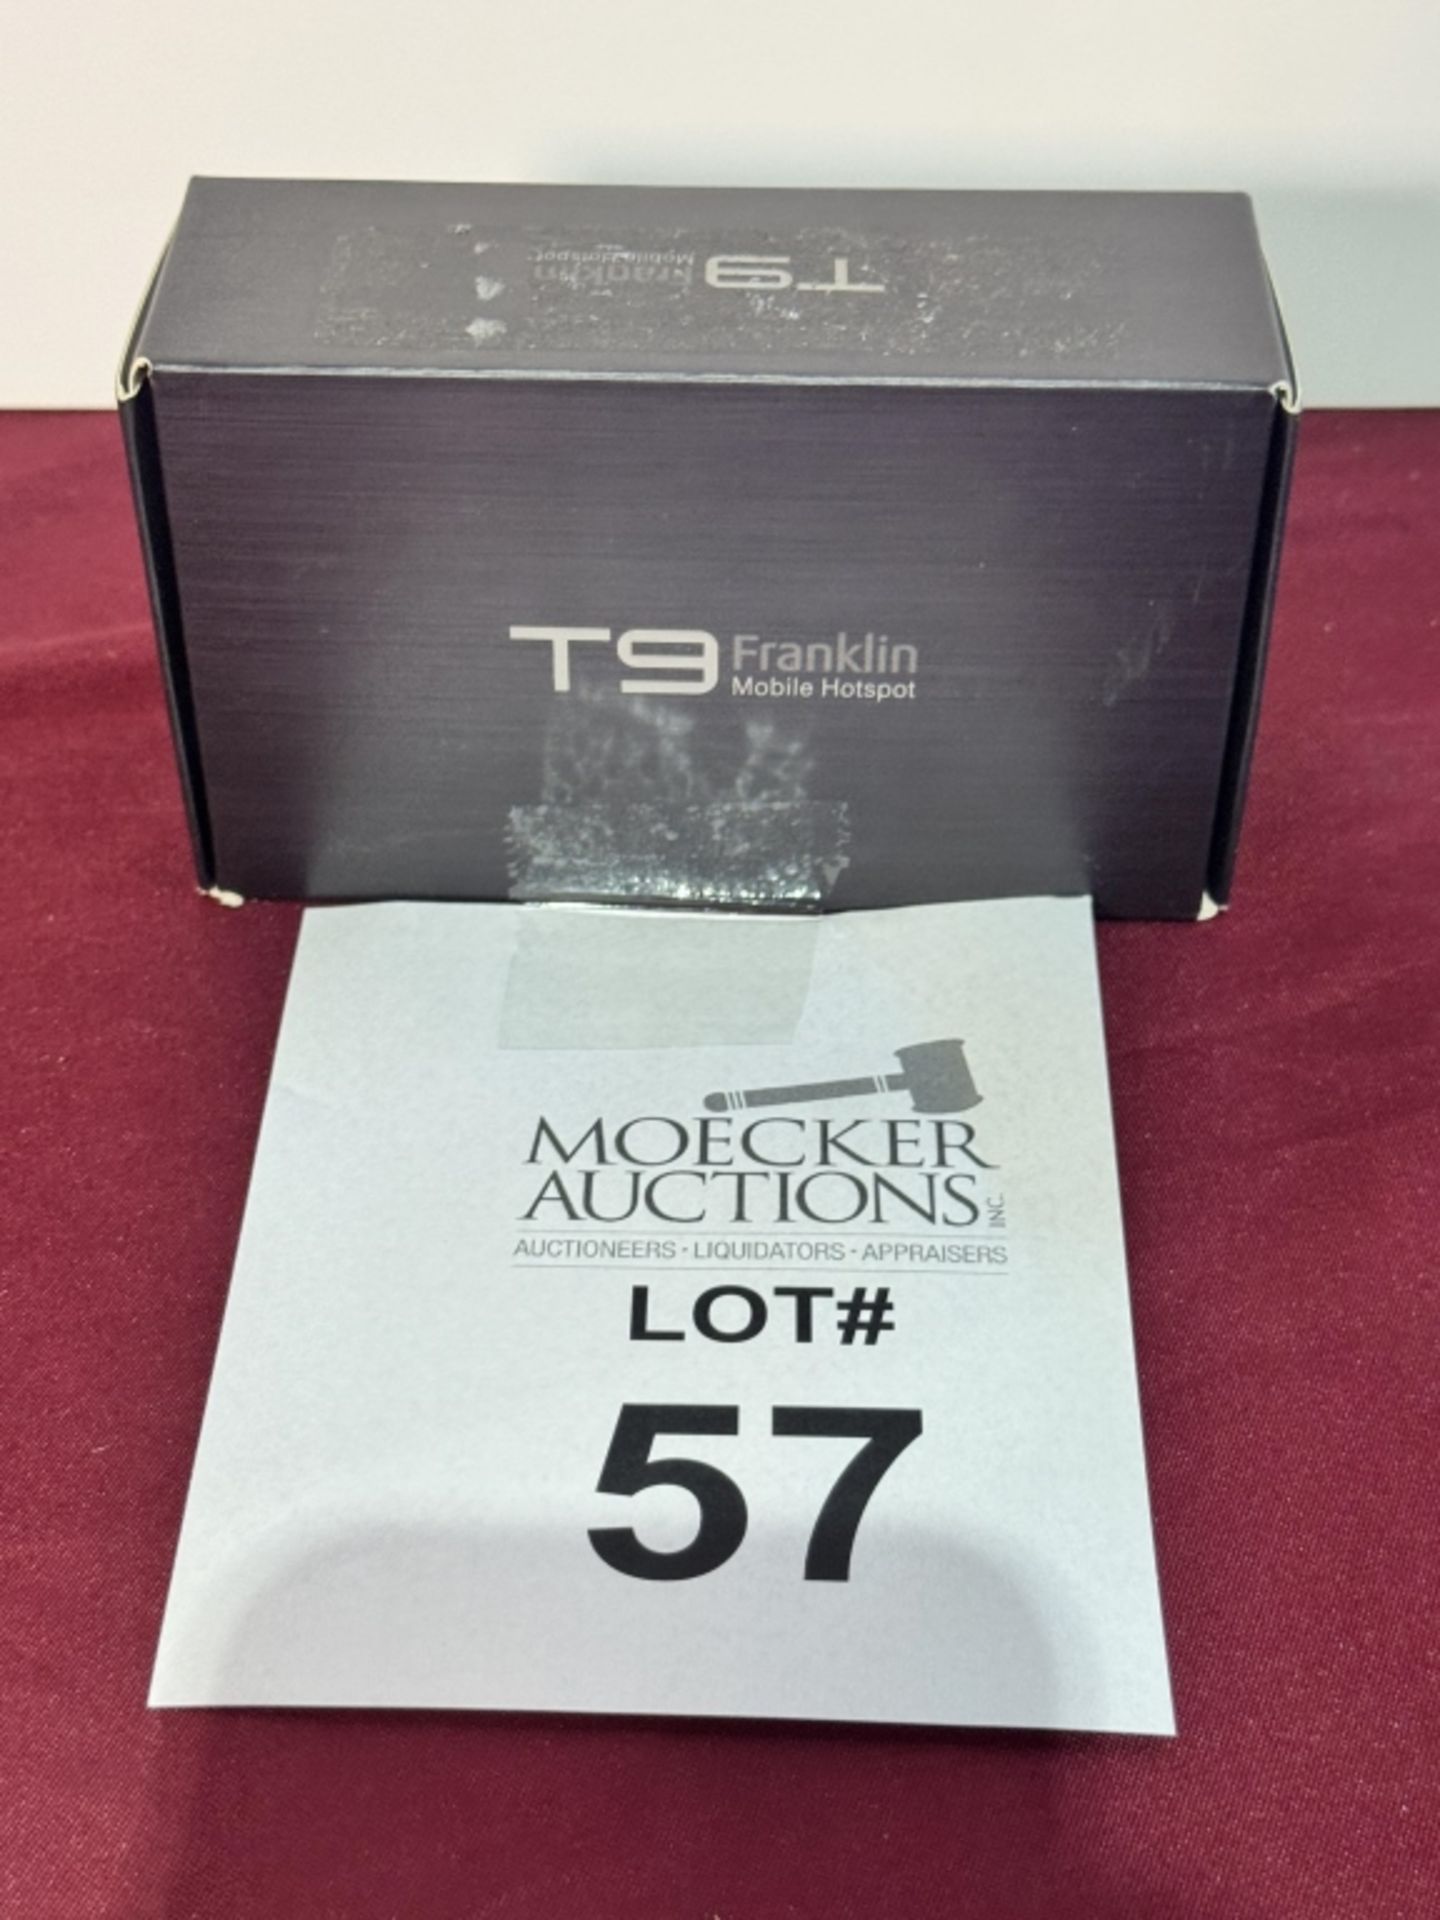 T9 Franklin
Mobile Hotspot
T9 Franklin
Mobile Hotspot
MOECKER
AUCTIONS INC.
AUCTIONEERS · LIQUIDATORS · APPRAISERS
LOT#
57